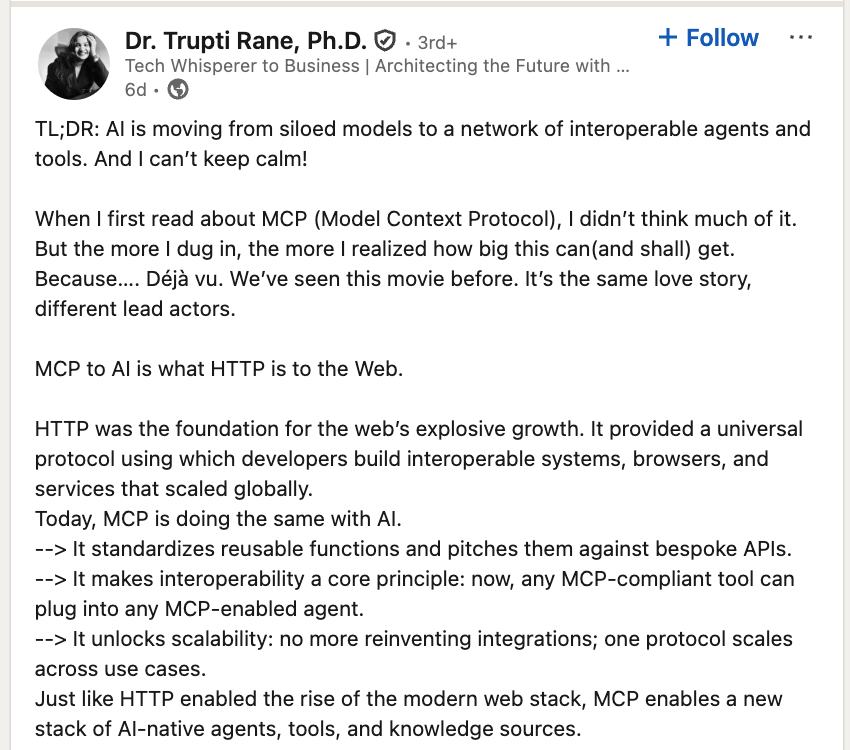 Dr. Trupti Rane, Ph.D. • 3rd+
+ Follow ...
Tech Whisperer to Business | Architecting the Future with ...
6d •
TL;DR: AI is moving from siloed models to a network of interoperable agents and
tools. And I can’t keep calm!
When I first read about MCP (Model Context Protocol), I didn’t think much of it.
But the more I dug in, the more I realized how big this can(and shall) get.
Because.... Déjà vu. We’ve seen this movie before. It’s the same love story,
different lead actors.
MCP to AI is what HTTP is to the Web.
HTTP was the foundation for the web’s explosive growth. It provided a universal
protocol using which developers build interoperable systems, browsers, and
services that scaled globally.
Today, MCP is doing the same with AI.
--> It standardizes reusable functions and pitches them against bespoke APIs.
--> It makes interoperability a core principle: now, any MCP-compliant tool can
plug into any MCP-enabled agent.
--> It unlocks scalability: no more reinventing integrations; one protocol scales
across use cases.
Just like HTTP enabled the rise of the modern web stack, MCP enables a new
stack of AI-native agents, tools, and knowledge sources.